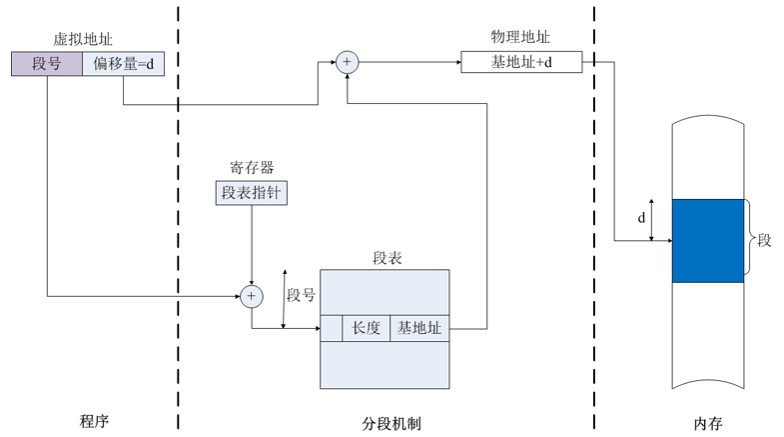 虚拟地址
段号
偏移量=d
+
物理地址
基地址+d
寄存器
段表指针
d
段
段表
+
段号
长度
基地址
程序
分段机制
内存